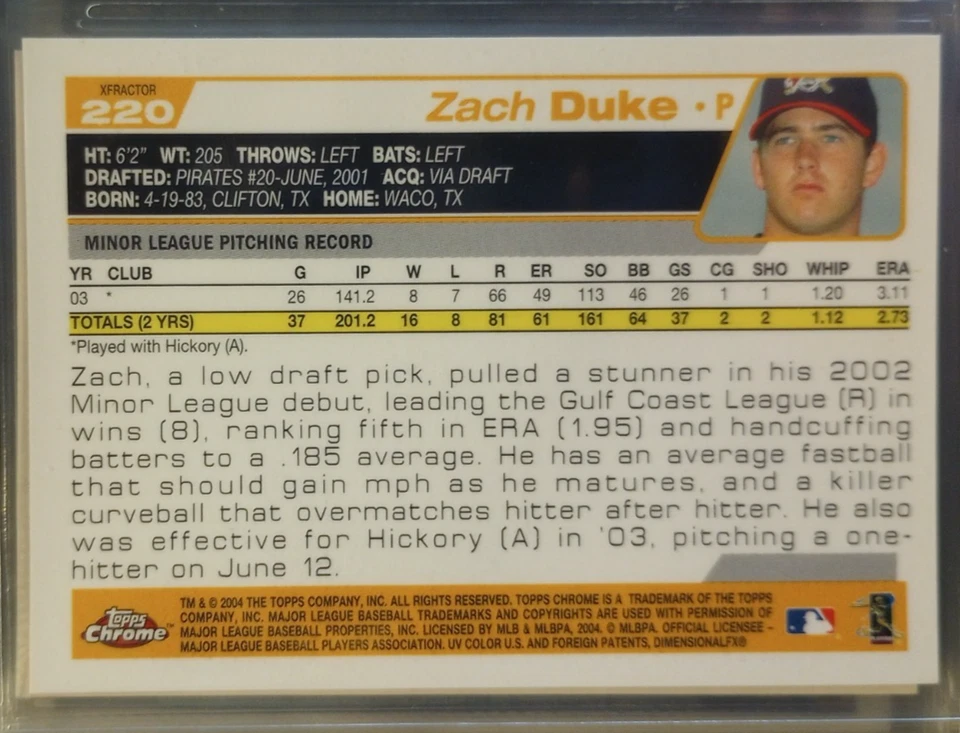 XFRACTOR
220
Zach Duke • P
HT: 6'2" WT: 205 THROWS: LEFT BATS: LEFT
DRAFTED: PIRATES #20-JUNE, 2001 ACQ: VIA DRAFT
BORN: 4-19-83, CLIFTON, TX HOME: WACO, TX
MINOR LEAGUE PITCHING RECORD
YR CLUB G IP W L R ER SO BB GS CG SHO WHIP ERA
03 * 26 141.2 8 7 66 49 113 46 26 1 1 1.20 3.11
TOTALS (2 YRS) 37 201.2 16 8 81 61 161 64 37 2 2 1.12 2.73
*Played with Hickory (A).
Zach, a low draft pick, pulled a stunner in his 2002
Minor League debut, leading the Gulf Coast League (R) in
wins (8), ranking fifth in ERA (1.95) and handcuffing
batters to a .185 average. He has an average fastball
that should gain mph as he matures, and a killer
curveball that overmatches hitter after hitter. He also
was effective for Hickory (A) in '03, pitching a one-
hitter on June 12.
Topps Chrome™
TM & © 2004 THE TOPPS COMPANY, INC. ALL RIGHTS RESERVED. TOPPS CHROME IS A TRADEMARK OF THE TOPPS
COMPANY, INC. MAJOR LEAGUE BASEBALL TRADEMARKS AND COPYRIGHTS ARE USED WITH PERMISSION OF
MAJOR LEAGUE BASEBALL PROPERTIES, INC. LICENSED BY MLB & MLBPA, 2004. © MLBPA. OFFICIAL LICENSEE -
MAJOR LEAGUE BASEBALL PLAYERS ASSOCIATION. UV COLOR U.S. AND FOREIGN PATENTS, DIMENSIONALFX®